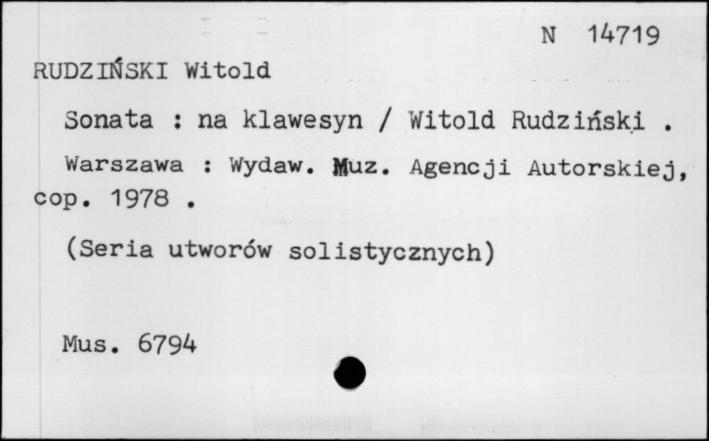 N 14719
RUDZIŃSKI Witold
Sonata : na klawesyn / Witold Rudziński .
Warszawa : Wydaw. Muz. Agencji Autorskiej,
cop. 1978 .
(Seria utworów solistycznych)
Mus. 6794